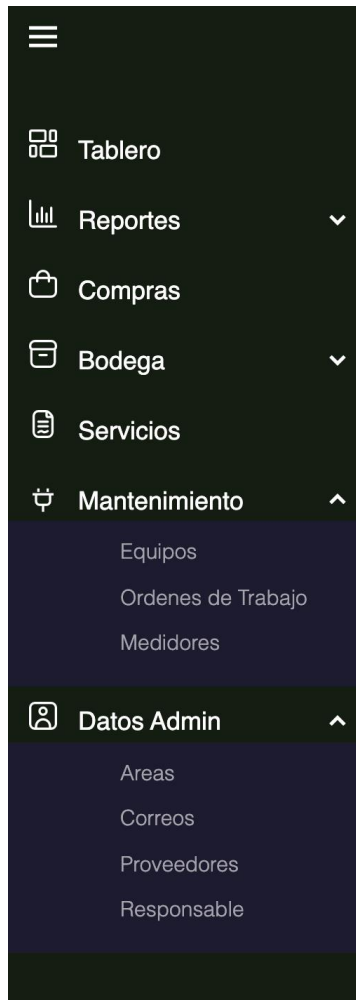 Tablero
Reportes
Compras
Bodega
Servicios
Mantenimiento
Equipos
Ordenes de Trabajo
Medidores
Datos Admin
Areas
Correos
Proveedores
Responsable